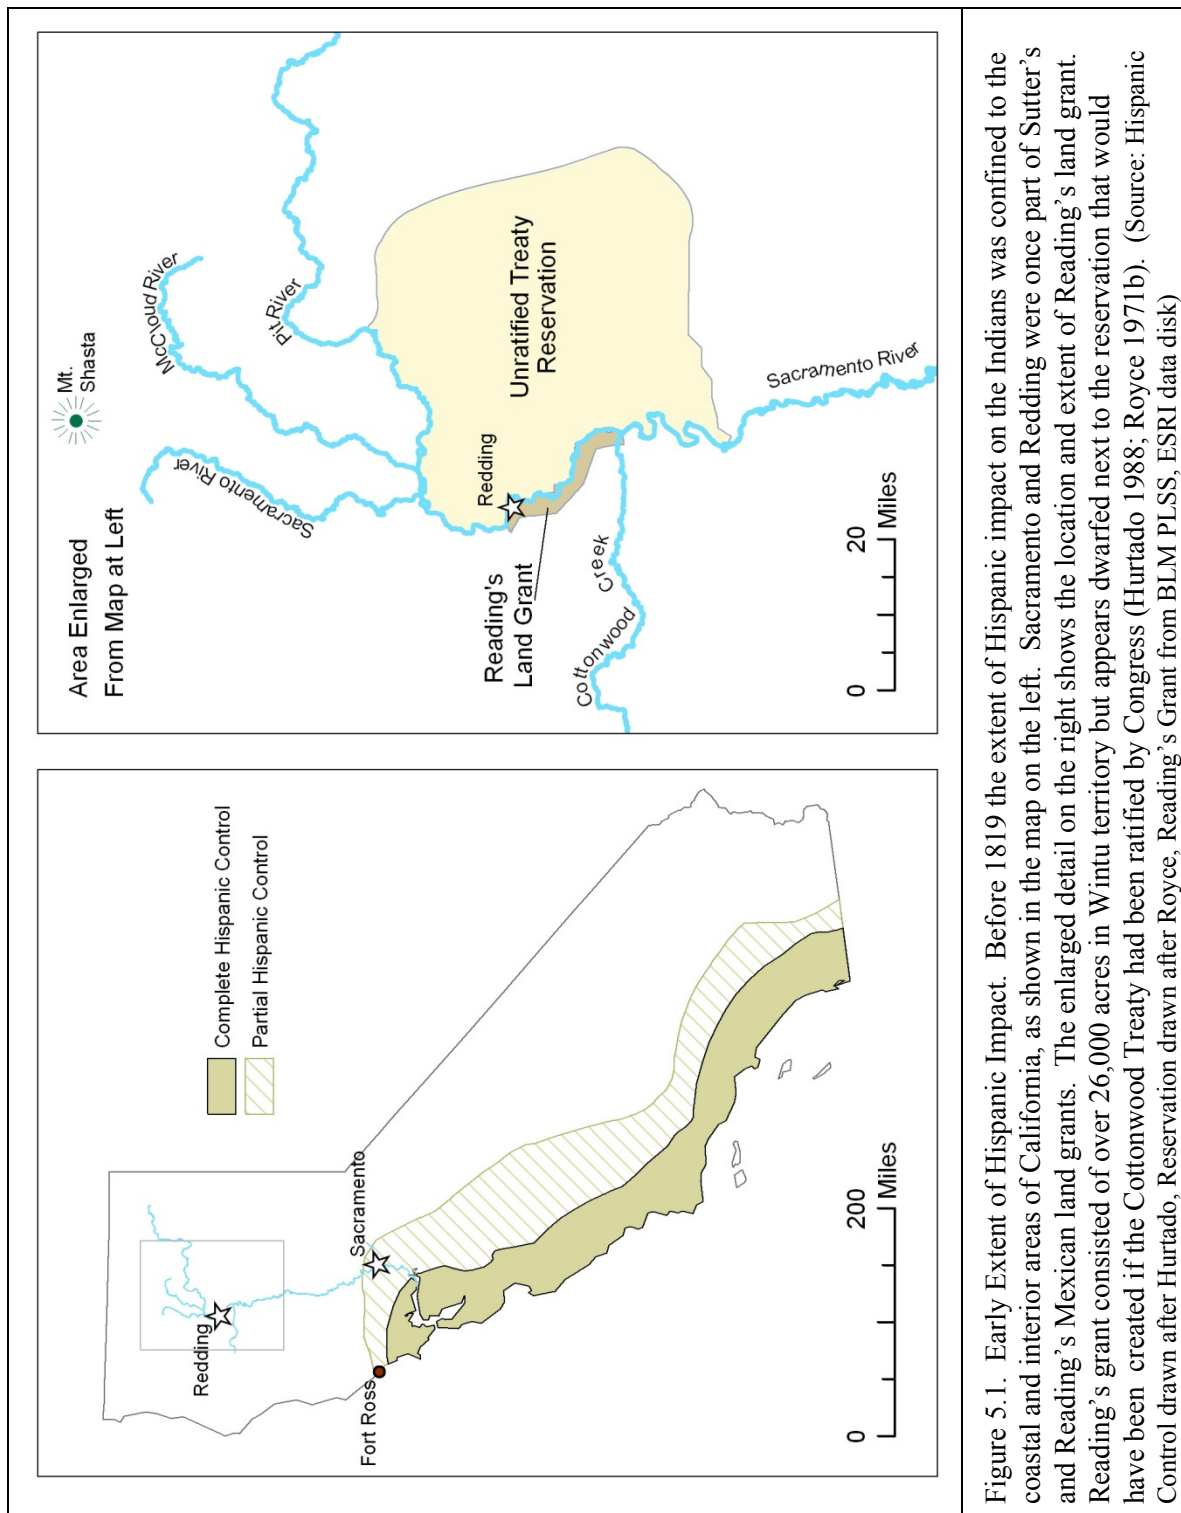 Complete Hispanic Control
Partial Hispanic Control
Redding
Sacramento
Fort Ross
0
200
Miles
Area Enlarged
From Map at Left
Mt.
Shasta
McCloud River
Pit River
Sacramento River
Redding
Unratified Treaty
Reservation
Reading's
Land Grant
Cottonwood
Creek
Sacramento River
0
20
Miles
Figure 5.1. Early Extent of Hispanic Impact. Before 1819 the extent of Hispanic impact on the Indians was confined to the
coastal and interior areas of California, as shown in the map on the left. Sacramento and Redding were once part of Sutter's
and Reading's Mexican land grants. The enlarged detail on the right shows the location and extent of Reading's land grant.
Reading's grant consisted of over 26,000 acres in Wintu territory but appears dwarfed next to the reservation that would
have been created if the Cottonwood Treaty had been ratified by Congress (Hurtado 1988; Royce 1971b). (Source: Hispanic
Control drawn after Hurtado, Reservation drawn after Royce, Reading's Grant from BLM PLSS, ESRI data disk)